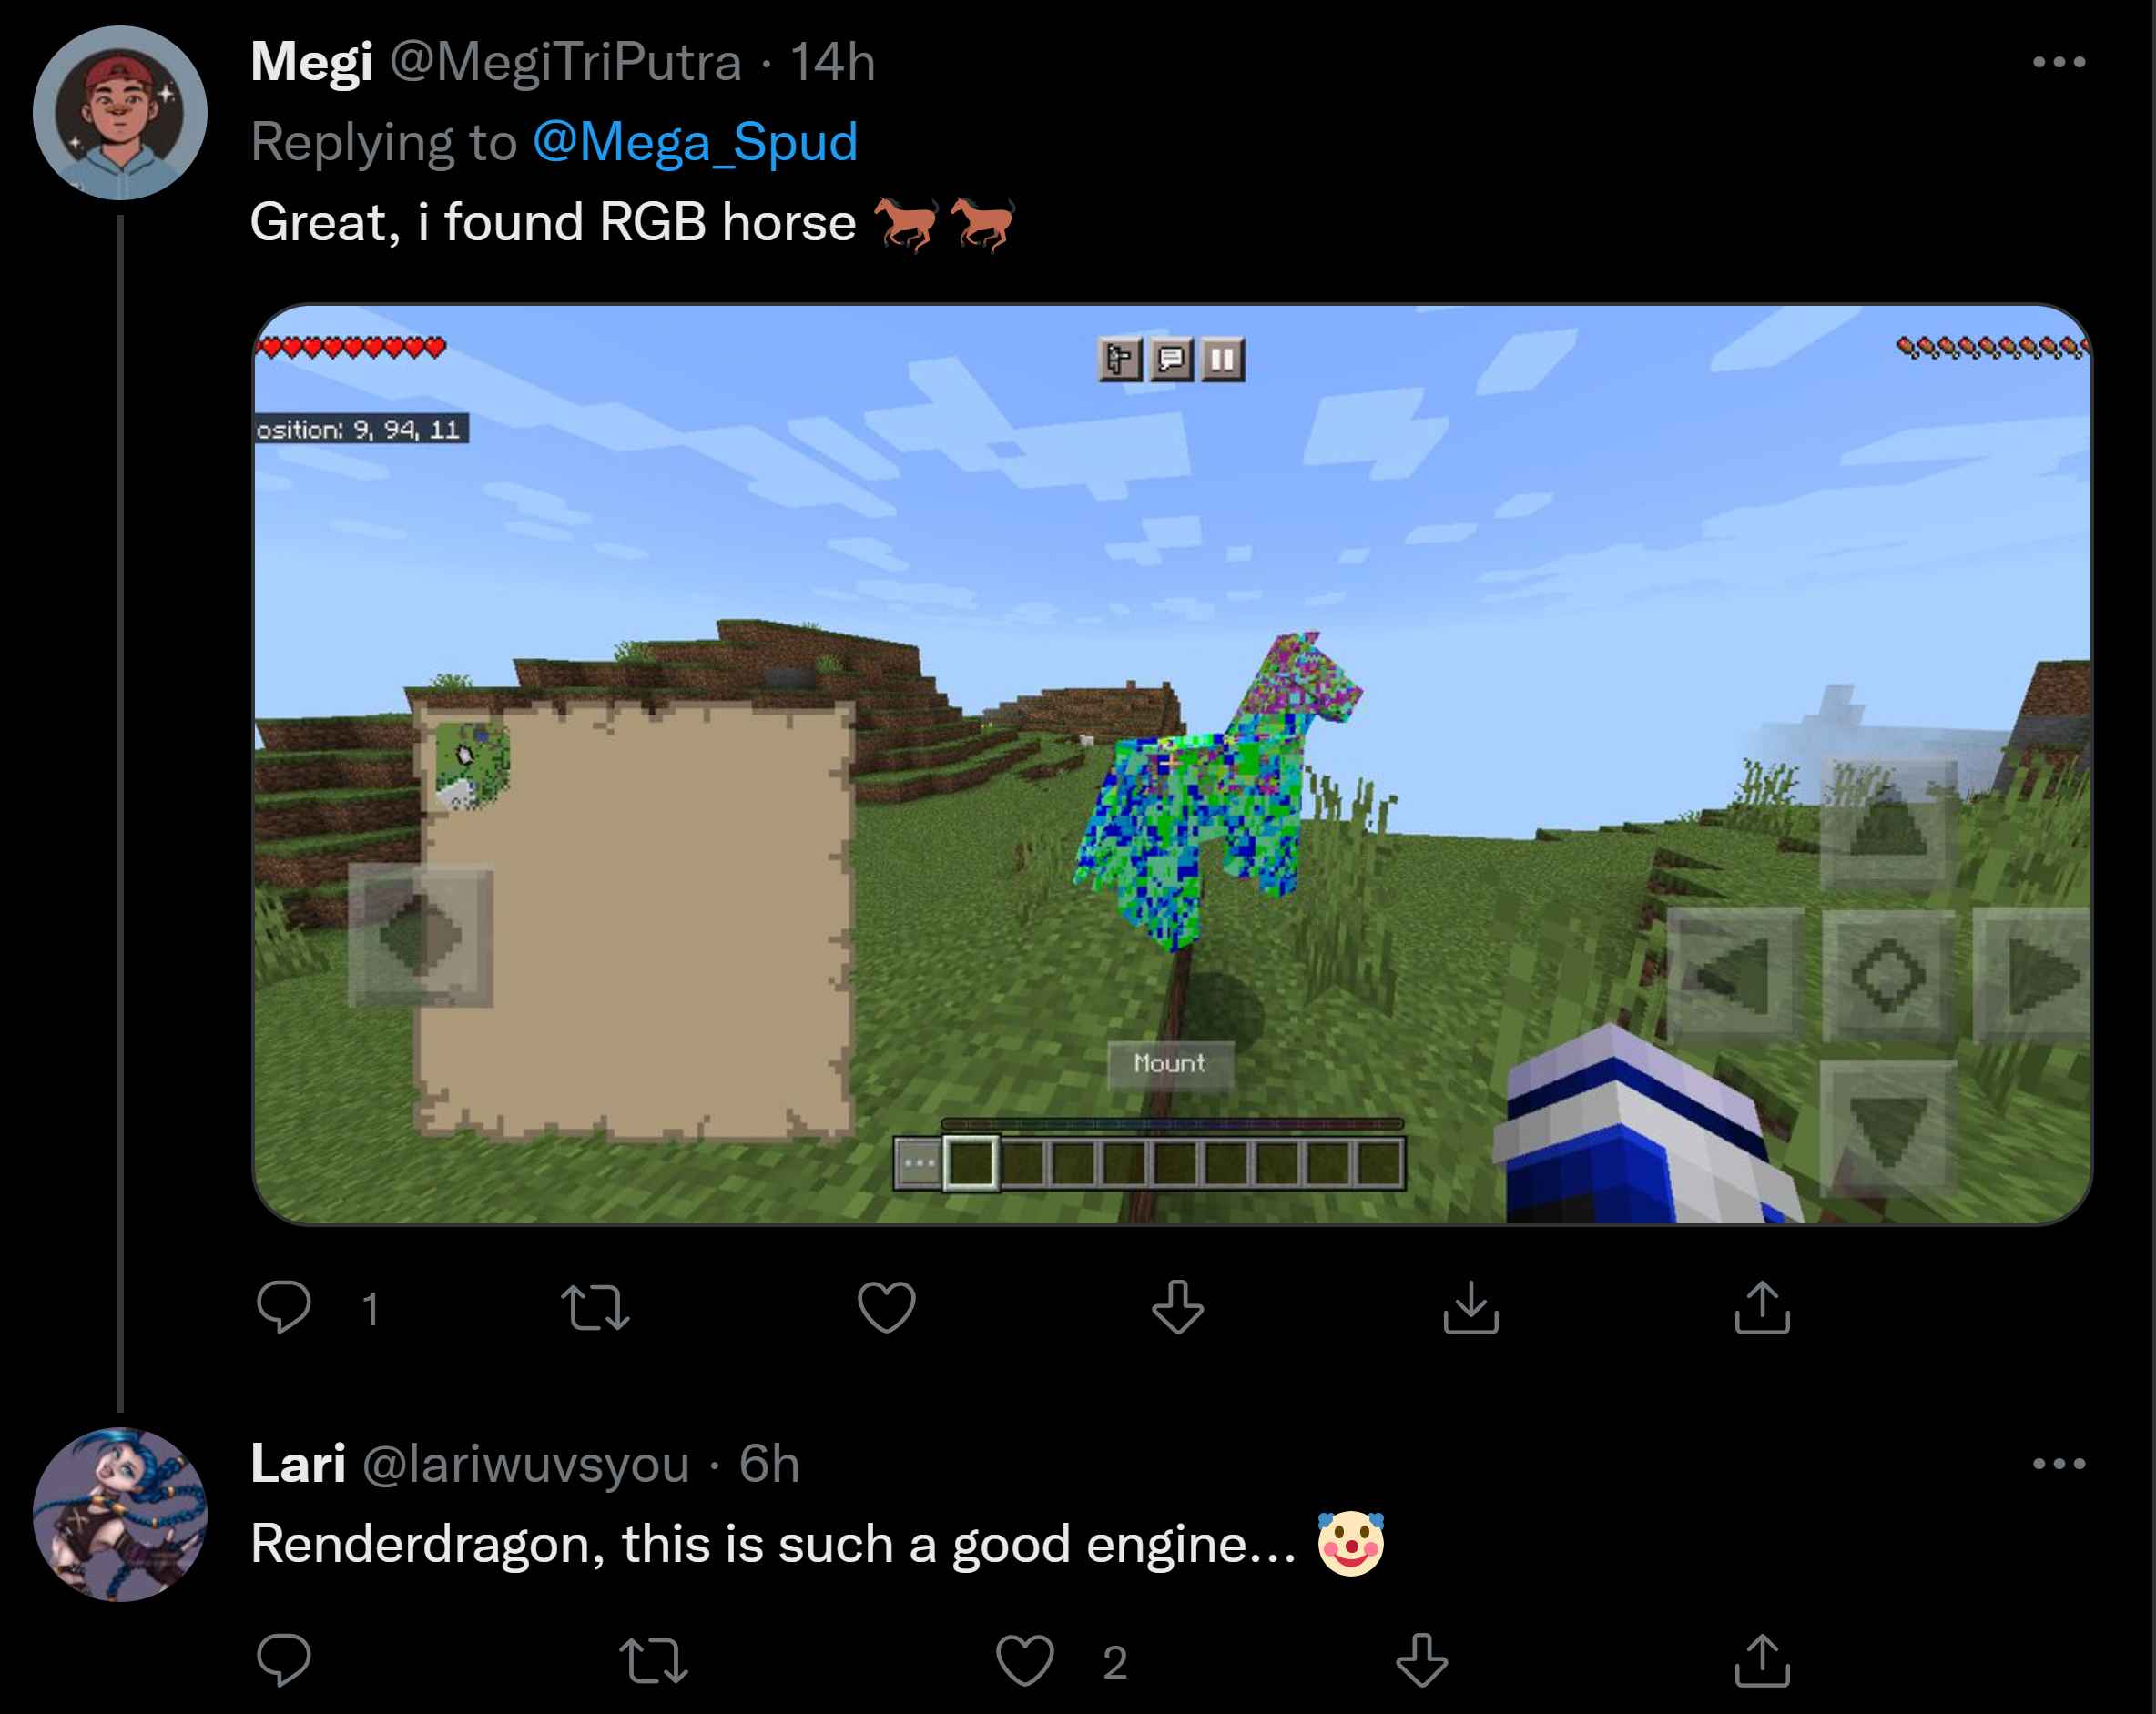 Megi @MegiTriPutra · 14h
Replying to @Mega_Spud
Great, i found RGB horse 🐎🐎
osition: 9, 94, 11
Mount
1
Lari @lariwuvsyou · 6h
Renderdragon, this is such a good engine... 🤡
2